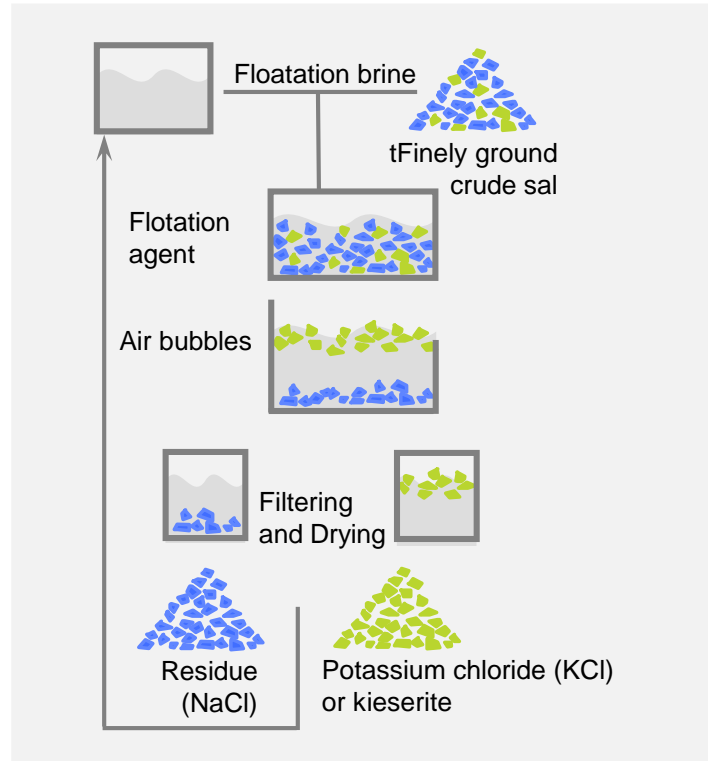 Floatation brine
tFinely ground
crude sal
Flotation
agent
Air bubbles
Filtering
and Drying
Residue
(NaCl)
Potassium chloride (KCl)
or kieserite